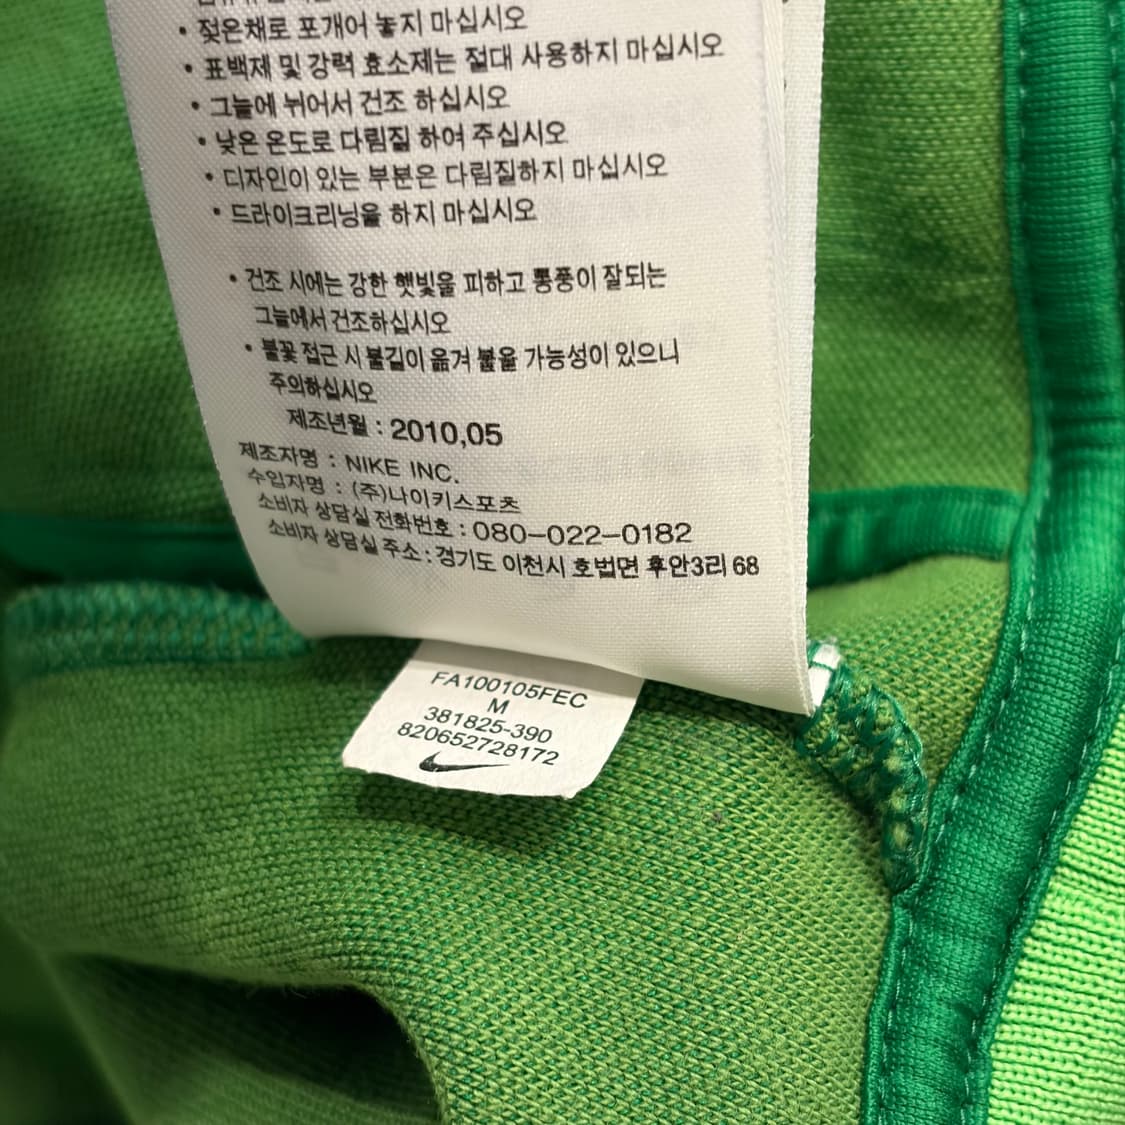 • 젖은채로 포개어 놓지 마십시오
• 표백제 및 강력 효소제는 절대 사용하지 마십시오
• 그늘에 뉘어서 건조 하십시오
• 낮은 온도로 다림질 하여 주십시오
• 디자인이 있는 부분은 다림질하지 마십시오
• 드라이크리닝을 하지 마십시오
• 건조 시에는 강한 햇빛을 피하고 통풍이 잘되는
그늘에서 건조하십시오
• 불꽃 접근 시 불길이 옮겨 붙을 가능성이 있으니
주의하십시오
제조년월 : 2010,05
제조자명 : NIKE INC.
수입자명 : (주)나이키스포츠
소비자 상담실 전화번호 : 080-022-0182
소비자 상담실 주소 : 경기도 이천시 호법면 후안3리 68
FA100105FEC
M
381825-390
820652728172